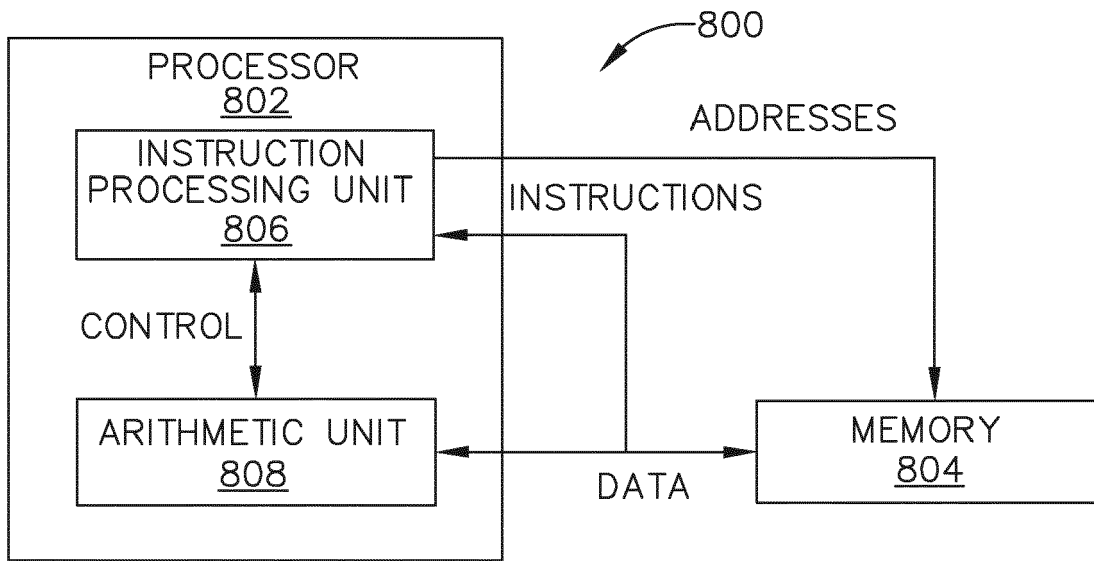 800
PROCESSOR
802
ADDRESSES
INSTRUCTION
PROCESSING UNIT
806
INSTRUCTIONS
CONTROL
ARITHMETIC UNIT
808
DATA
MEMORY
804